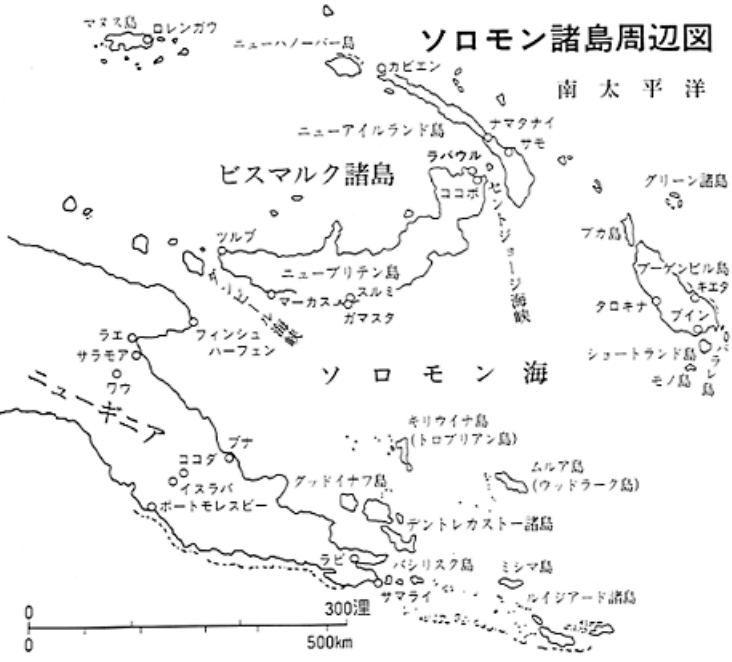 ソロモン諸島周辺図
マヌス島
ロレンガウ
ニューハノーバー島
カビエン
南太平洋
ニューアイルランド島
ナマタナイ
サモ
ラバウル
ココボ
ビスマルク諸島
セントジョージ海峡
グリーン諸島
ブカ島
ブーゲンビル島
キエタ
タロキナ
ブイン
ショートランド島
モノ島
バラレ島
ツルブ
ニューブリテン島
マーカス
スルミ
ガマスタ
ダンピール海峡
フィンシュ
ハーフェン
ラエ
サラモア
ワウ
ニューギニア
ソロモン海
キリウイナ島
(トロブリアン島)
ムルア島
(ウッドラーク島)
ブナ
ココダ
イスラバ
ポートモレスビー
グッドイナフ島
デントレカストー諸島
ラビ
バシリスク島
サマライ
ミシマ島
ルイジアード諸島
0
300浬
0
500km